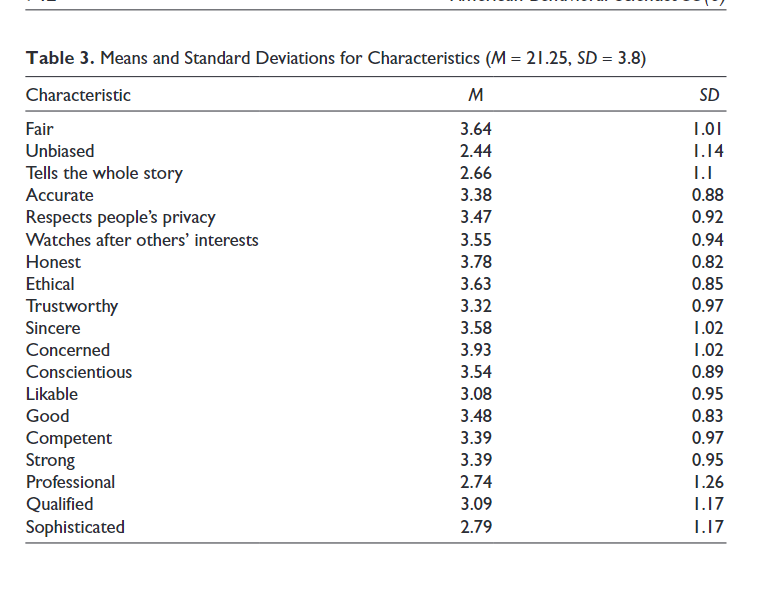 Table 3. Means and Standard Deviations for Characteristics (M = 21.25, SD = 3.8)
Characteristic M SD
Fair 3.64 1.01
Unbiased 2.44 1.14
Tells the whole story 2.66 1.1
Accurate 3.38 0.88
Respects people’s privacy 3.47 0.92
Watches after others’ interests 3.55 0.94
Honest 3.78 0.82
Ethical 3.63 0.85
Trustworthy 3.32 0.97
Sincere 3.58 1.02
Concerned 3.93 1.02
Conscientious 3.54 0.89
Likable 3.08 0.95
Good 3.48 0.83
Competent 3.39 0.97
Strong 3.39 0.95
Professional 2.74 1.26
Qualified 3.09 1.17
Sophisticated 2.79 1.17